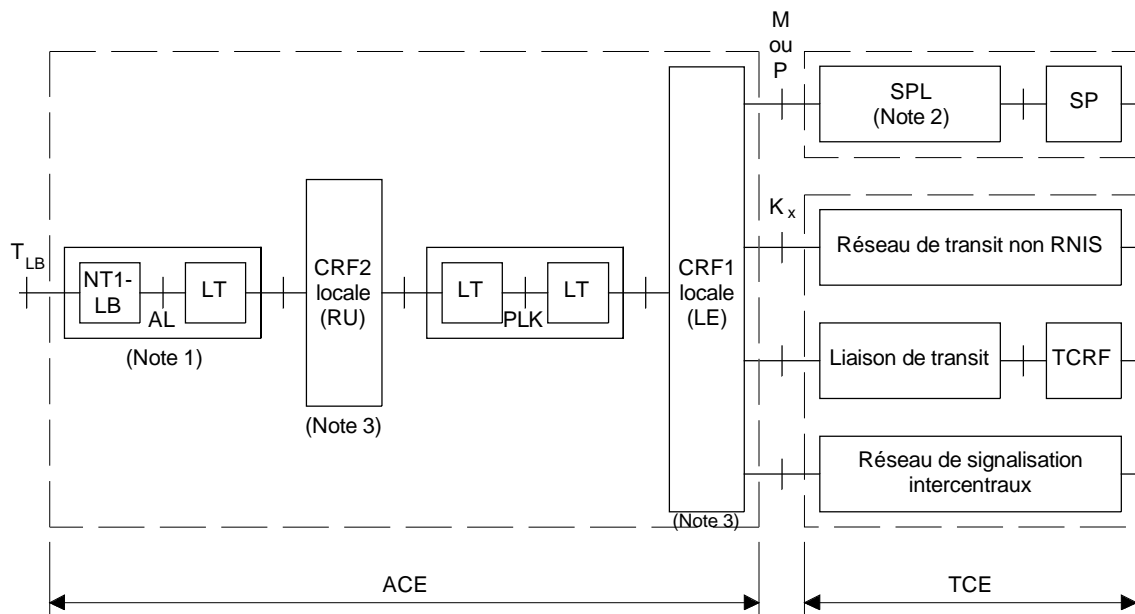 M
ou
P
SPL
(Note 2)
SP
K x
Réseau de transit non RNIS
T LB
NT1-
LB
LT
AL
(Note 1)
CRF2
locale
(RU)
(Note 3)
LT
LT
PLK
CRF1
locale
(LE)
(Note 3)
Liaison de transit
TCRF
Réseau de signalisation
intercentraux
ACE
TCE